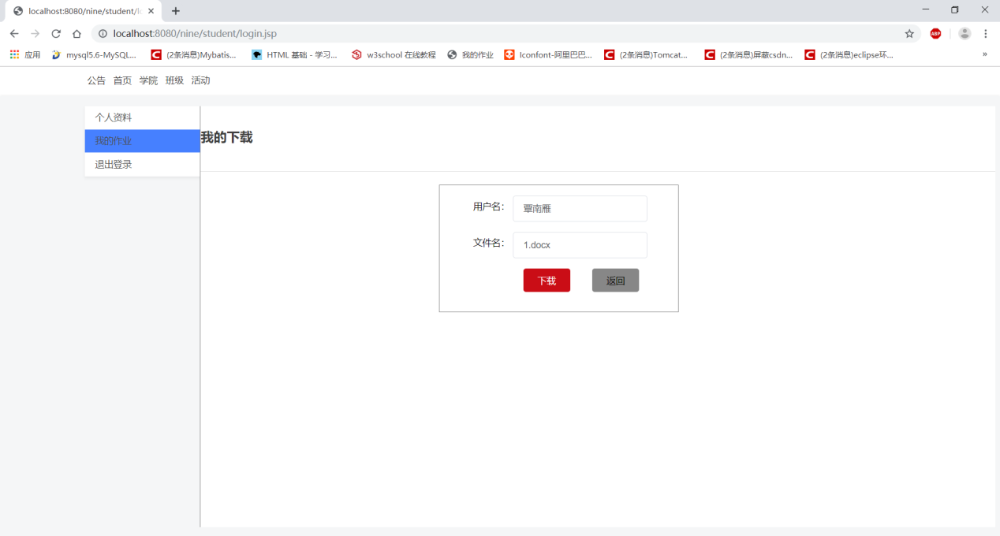 localhost:8080/nine/student/l
localhost:8080/nine/student/login.jsp
ABP
应用 mysql5.6-MySQL... (2条消息)Mybatis... HTML 基础 - 学习... w3school 在线教程 我的作业 Iconfont-阿里巴巴... (2条消息)Tomcat... (2条消息)屏蔽csdn... (2条消息)eclipse环... »
公告 首页 学院 班级 活动
个人资料
我的作业
退出登录
我的下载
用户名: 覃南雁
文件名: 1.docx
下载 返回